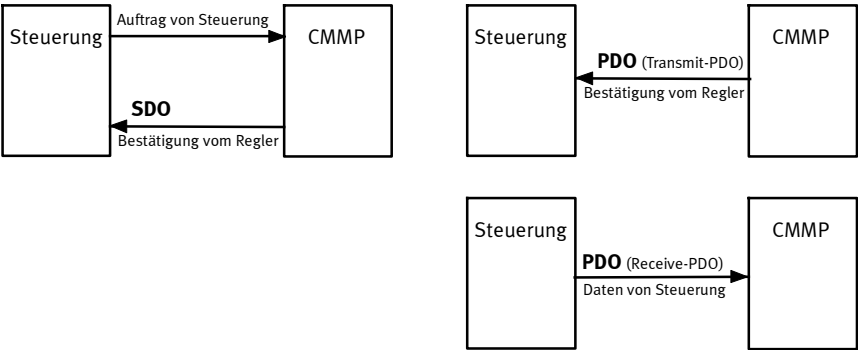 Steuerung
Auftrag von Steuerung
CMMP
SDO
Bestätigung vom Regler
Steuerung
CMMP
PDO (Transmit-PDO)
Bestätigung vom Regler
Steuerung
CMMP
PDO (Receive-PDO)
Daten von Steuerung